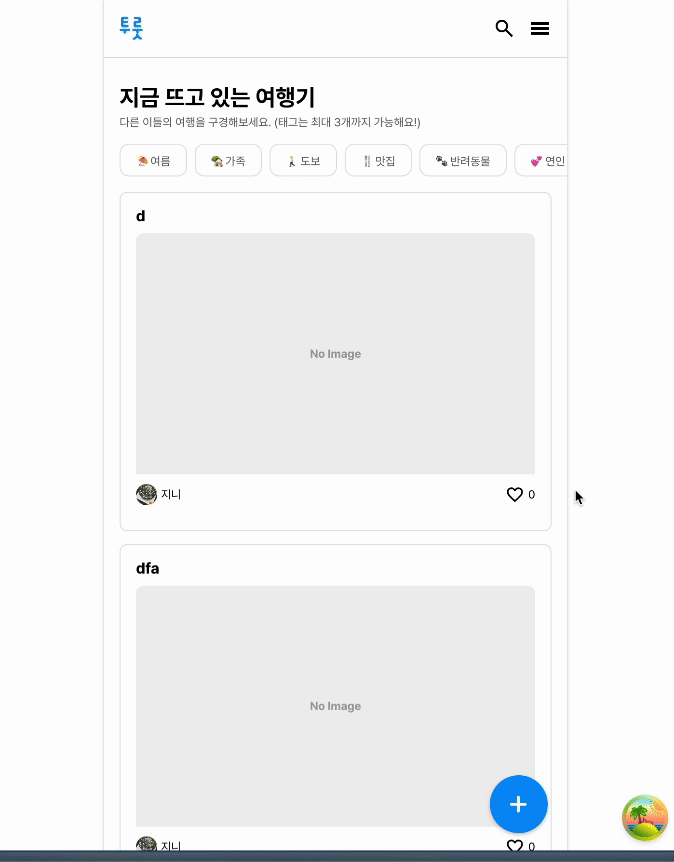 투룻
지금 뜨고 있는 여행기
다른 이들의 여행을 구경해보세요. (태그는 최대 3개까지 가능해요!)
여름 가족 도보 맛집 반려동물 연인
d
No Image
지니 0
dfa
No Image
지니 0